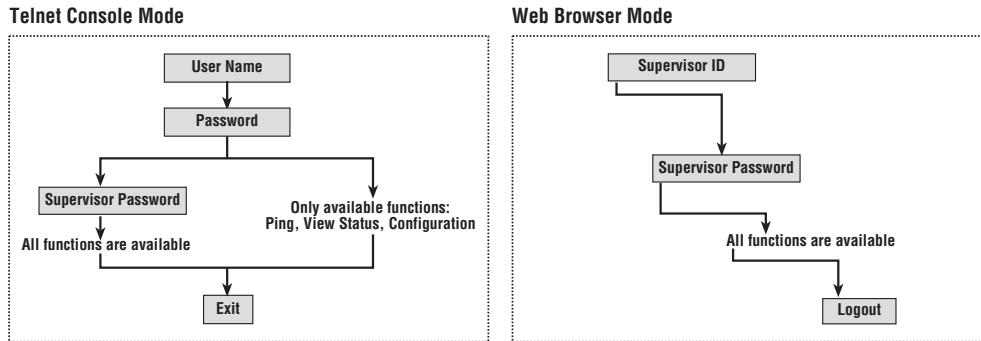 Telnet Console Mode
User Name
Password
Supervisor Password
All functions are available
Only available functions:
Ping, View Status, Configuration
Exit
Web Browser Mode
Supervisor ID
Supervisor Password
All functions are available
Logout